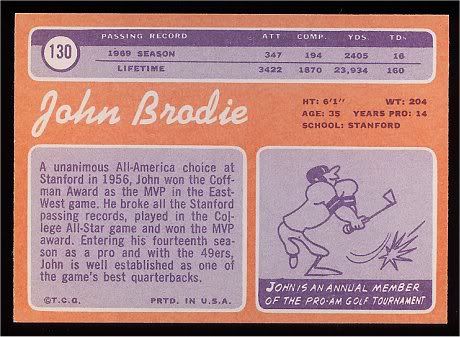 130
PASSING RECORD ATT COMP. YDS. TDs
1969 SEASON 347 194 2405 16
LIFETIME 3422 1870 23,934 160
John Brodie
HT: 6'1" WT: 204
AGE: 35 YEARS PRO: 14
SCHOOL: STANFORD
A unanimous All-America choice at
Stanford in 1956, John won the Coff-
man Award as the MVP in the East-
West game. He broke all the Stanford
passing records, played in the Col-
lege All-Star game and won the MVP
award. Entering his fourteenth sea-
son as a pro and with the 49ers,
John is well established as one of
the game's best quarterbacks.
©T.C.G. PRTD. IN U.S.A.
JOHN IS AN ANNUAL MEMBER
OF THE PRO-AM GOLF TOURNAMENT